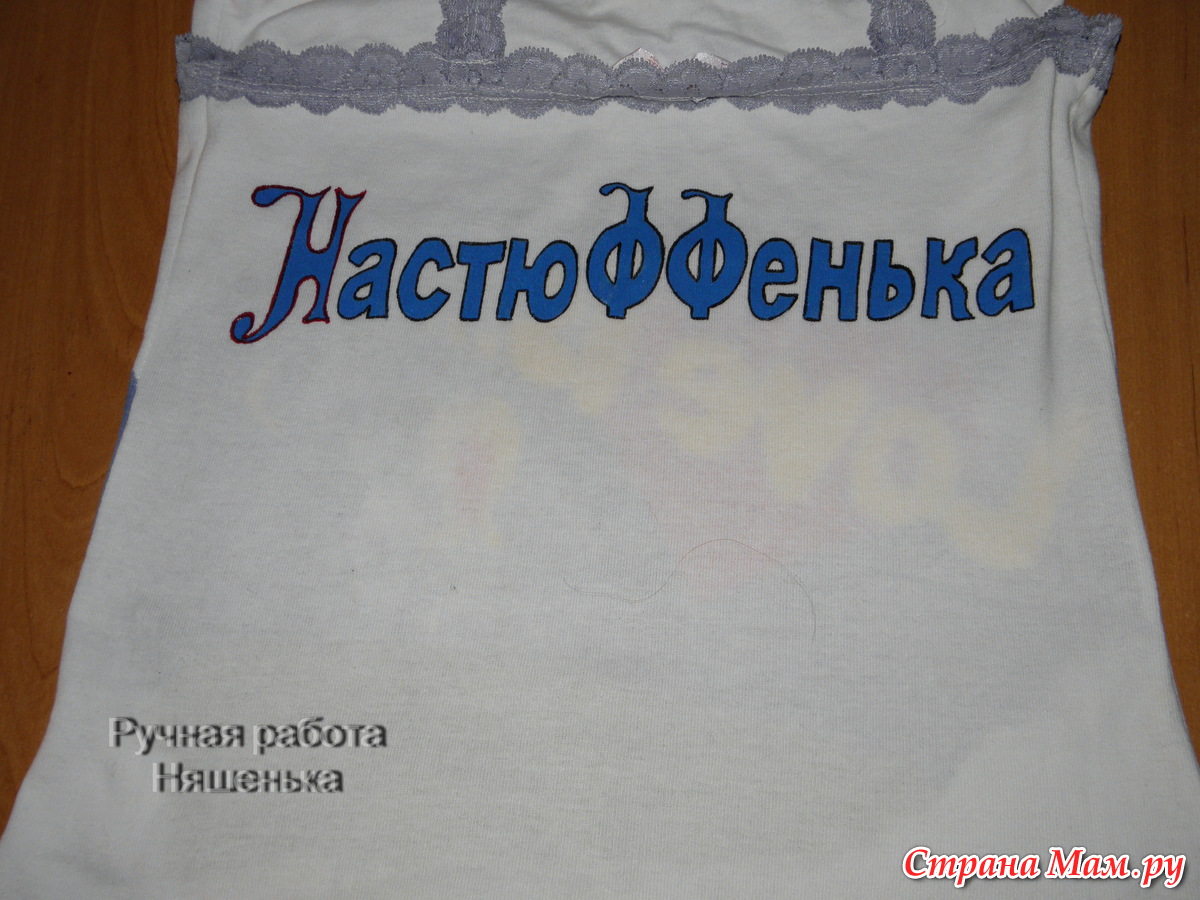 НастюФФенька
Ручная работа
Няшенька
Страна Мам.ру